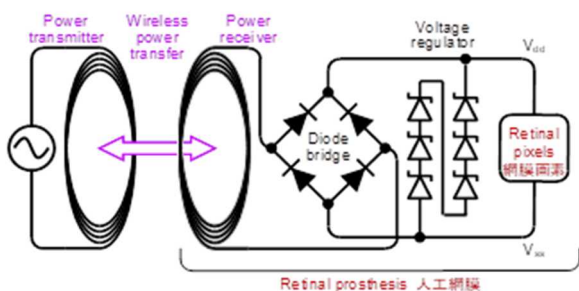 Power
transmitter
Wireless
power
transfer
Power
receiver
Voltage
regulator
Vdd
Diode
bridge
Retinal
pixels
網膜画素
Vss
Retinal prosthesis 人工網膜